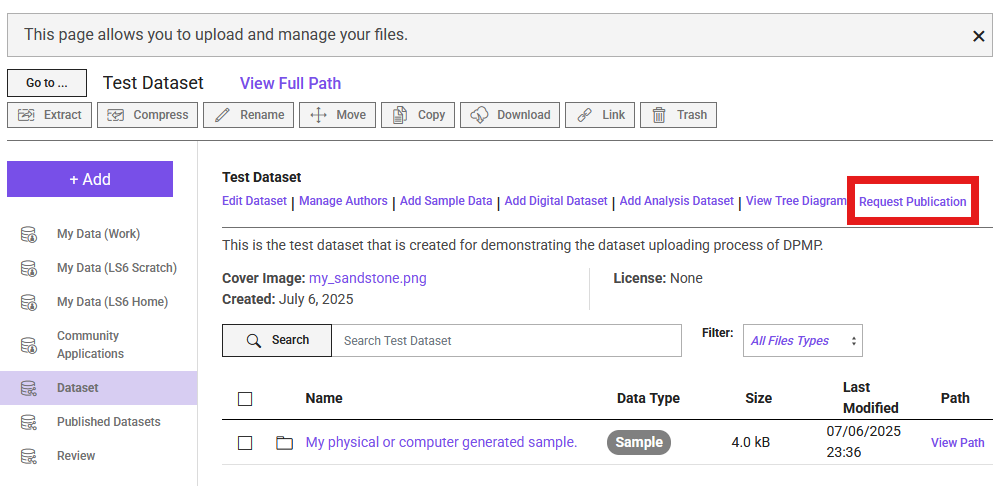 This page allows you to upload and manage your files.
Go to ... Test Dataset View Full Path
Extract Compress Rename Move Copy Download Link Trash
+ Add
My Data (Work)
My Data (LS6 Scratch)
My Data (LS6 Home)
Community
Applications
Dataset
Published Datasets
Review
Test Dataset
Edit Dataset | Manage Authors | Add Sample Data | Add Digital Dataset | Add Analysis Dataset | View Tree Diagram Request Publication
This is the test dataset that is created for demonstrating the dataset uploading process of DPMP.
Cover Image: my_sandstone.png License: None
Created: July 6, 2025
Search Search Test Dataset Filter: All Files Types
Name Data Type Size Last Modified Path
My physical or computer generated sample. Sample 4.0 kB 07/06/2025 23:36 View Path